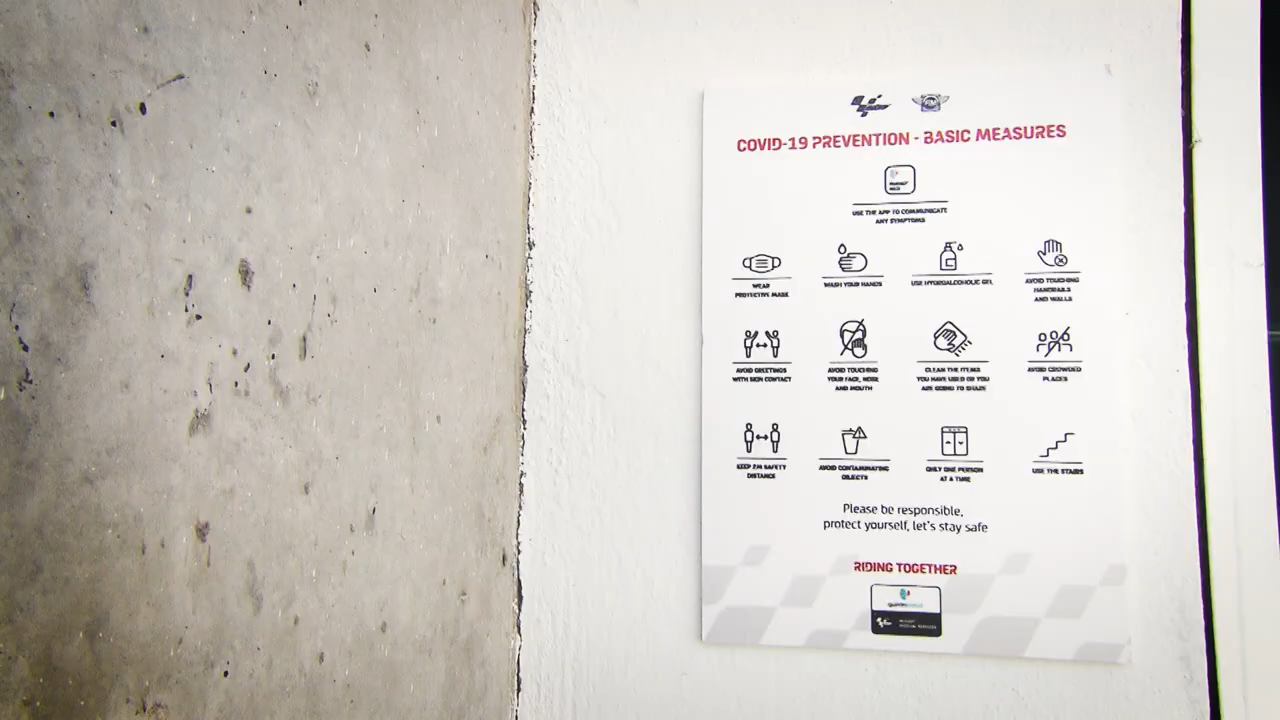 COVID-19 PREVENTION - BASIC MEASURES
USE THE APP TO COMMUNICATE
ANY SYMPTOMS
WEAR
PROTECTIVE MASK
WASH YOUR HANDS
USE HYDROALCOHOLIC GEL
AVOID TOUCHING
HANDRAILS
AND WALLS
AVOID GREETINGS
WITH SKIN CONTACT
AVOID TOUCHING
YOUR FACE, NOSE
AND MOUTH
CLEAN THE ITEMS
YOU HAVE USED OR YOU
ARE GOING TO SHARE
AVOID CROWDED
PLACES
KEEP 2M SAFETY
DISTANCE
AVOID CONTAMINATING
OBJECTS
ONLY ONE PERSON
AT A TIME
USE THE STAIRS
Please be responsible,
protect yourself, let's stay safe
RIDING TOGETHER